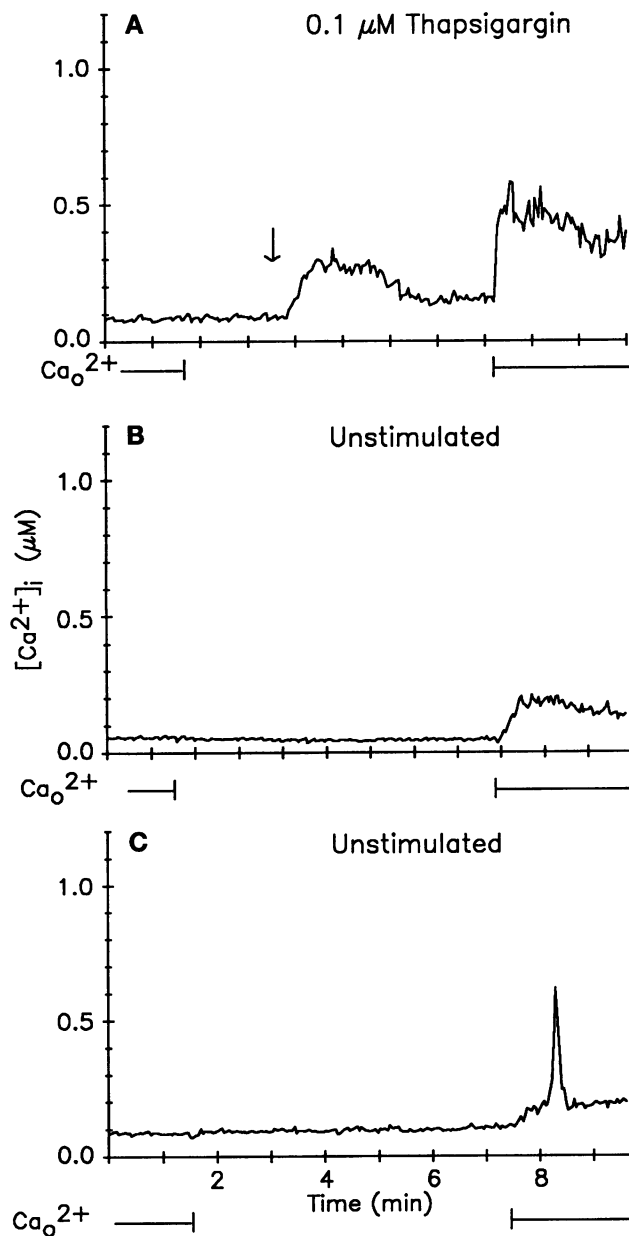 A
0.1 μM Thapsigargin
1.0
0.5
0.0
Cao2+
B
Unstimulated
1.0
0.5
0.0
Cao2+
[Ca2+]i (μM)
C
Unstimulated
1.0
0.5
0.0
2 4 6 8
Time (min)
Cao2+